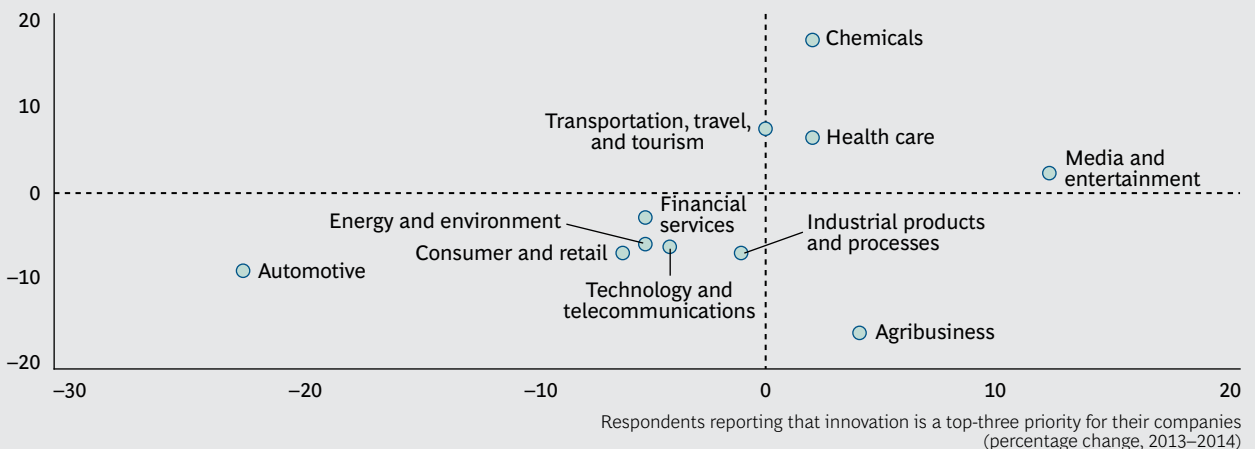 20
Chemicals
10
Transportation, travel,
and tourism
Health care
Media and
entertainment
0
Financial
services
Energy and environment
Industrial products
and processes
Consumer and retail
–10
Automotive
Technology and
telecommunications
Agribusiness
–20
–30 –20 –10 0 10 20
Respondents reporting that innovation is a top-three priority for their companies
(percentage change, 2013–2014)